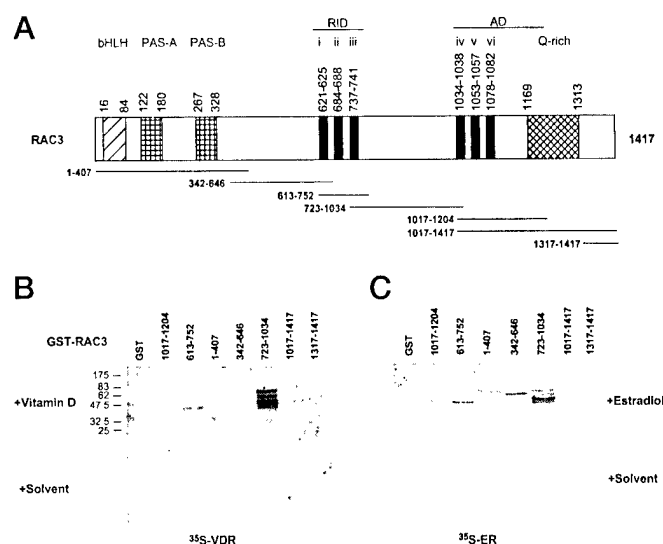 A
RID
AD
bHLH PAS-A PAS-B i ii iii iv v vi Q-rich
16 84 122 180 267 328 621-625 684-688 737-741 1034-1038 1053-1057 1078-1082 1169 1313
RAC3 1417
1-407
342-646
613-752
723-1034
1017-1204
1017-1417
1317-1417
B
GST-RAC3
GST 1017-1204 613-752 1-407 342-646 723-1034 1017-1417 1317-1417
175
83
62
+Vitamin D 47.5
32.5
25
+Solvent
35S-VDR
C
GST 1017-1204 613-752 1-407 342-646 723-1034 1017-1417 1317-1417
+Estradiol
+Solvent
35S-ER